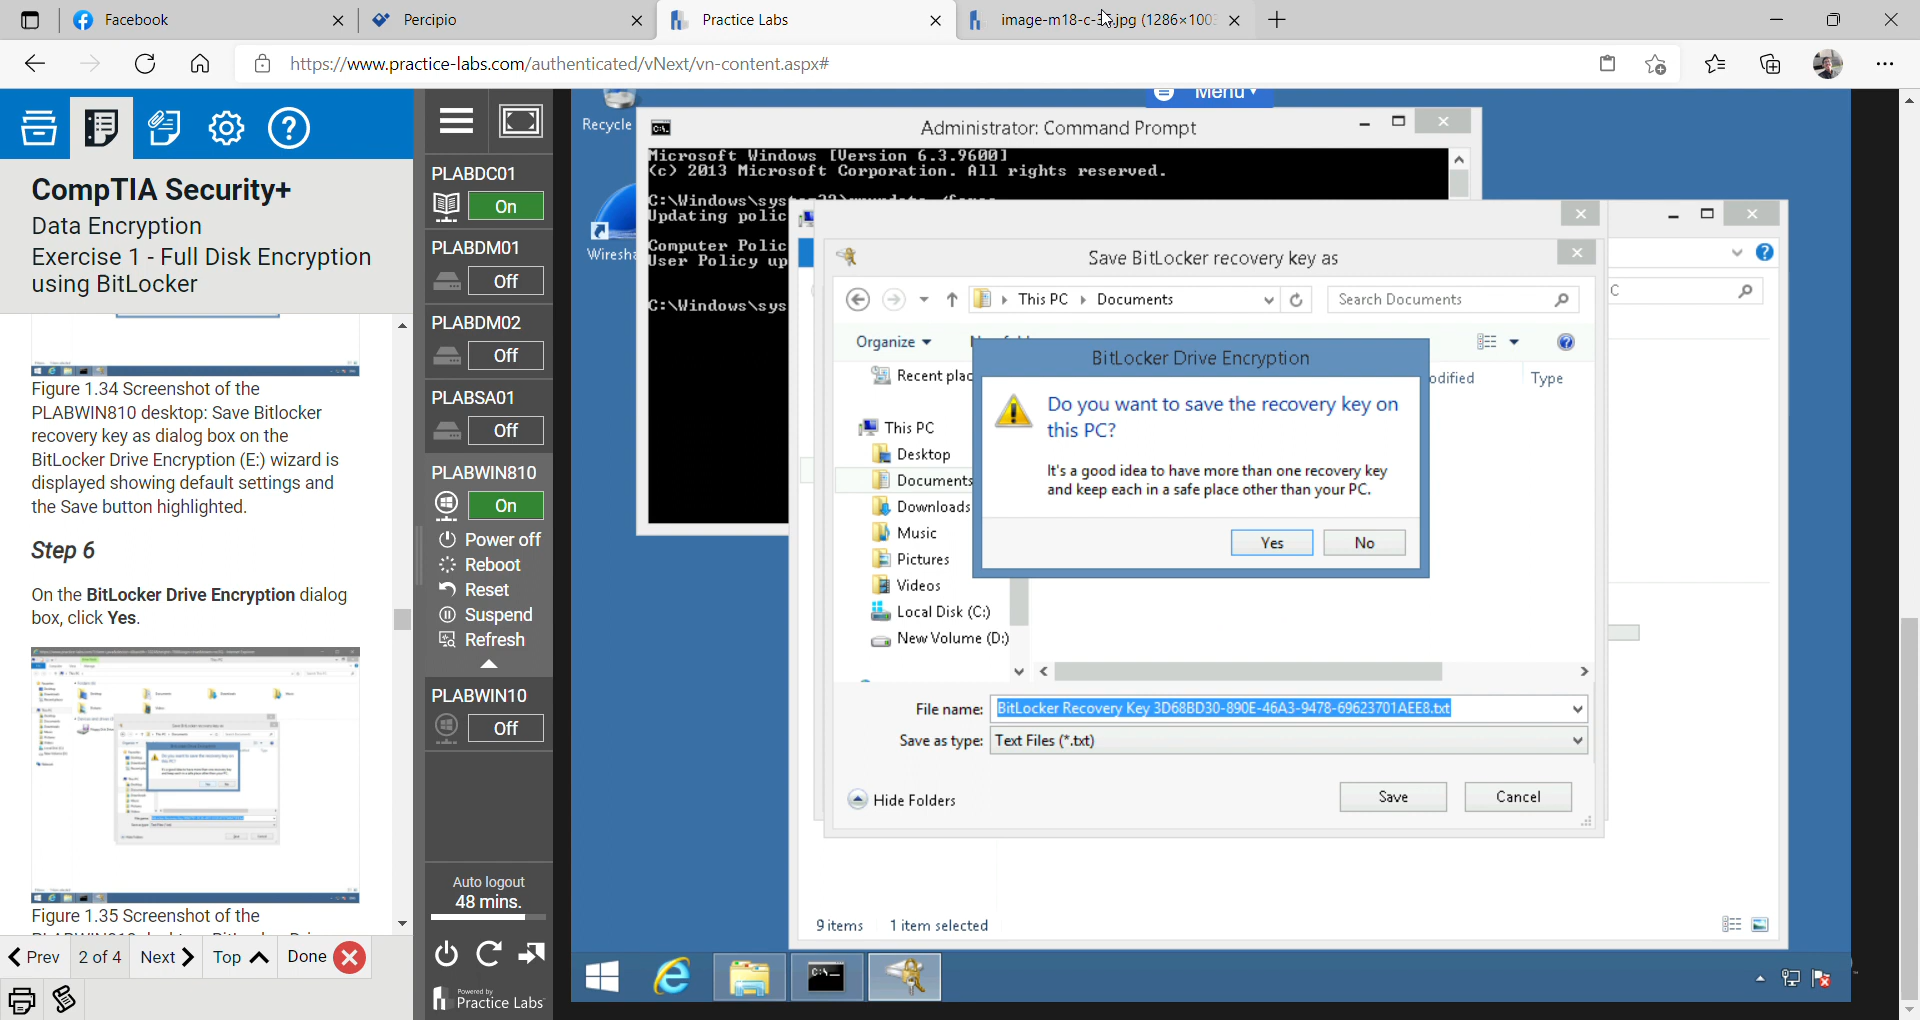 Facebook
Percipio
Practice Labs
image-m18-c-35.jpg (1286×1003
https://www.practice-labs.com/authenticated/vNext/vn-content.aspx#
CompTIA Security+
Data Encryption
Exercise 1 - Full Disk Encryption
using BitLocker
Figure 1.34 Screenshot of the
PLABWIN810 desktop: Save Bitlocker
recovery key as dialog box on the
BitLocker Drive Encryption (E:) wizard is
displayed showing default settings and
the Save button highlighted.
Step 6
On the BitLocker Drive Encryption dialog
box, click Yes.
Figure 1.35 Screenshot of the
Prev
2 of 4
Next
Top
Done
PLABDC01
On
PLABDM01
Off
PLABDM02
Off
PLABSA01
Off
PLABWIN810
On
Power off
Reboot
Reset
Suspend
Refresh
PLABWIN10
Off
Auto logout
48 mins.
Powered by
Practice Labs
Menu
Recycle
Wiresha
Administrator: Command Prompt
Microsoft Windows [Version 6.3.9600]
(c) 2013 Microsoft Corporation. All rights reserved.
Updating polic
Computer Polic
User Policy up
C:\Windows\sys
Save BitLocker recovery key as
This PC
Documents
Search Documents
C
Organize
odified
Type
Recent plac
This PC
Desktop
Documents
Downloads
Music
Pictures
Videos
Local Disk (C:)
New Volume (D:)
BitLocker Drive Encryption
Do you want to save the recovery key on
this PC?
It's a good idea to have more than one recovery key
and keep each in a safe place other than your PC.
Yes
No
File name:
BitLocker Recovery Key 3D68BD30-890E-46A3-9478-69623701AEE8.txt
Save as type:
Text Files (*.txt)
Hide Folders
Save
Cancel
9 items
1 item selected